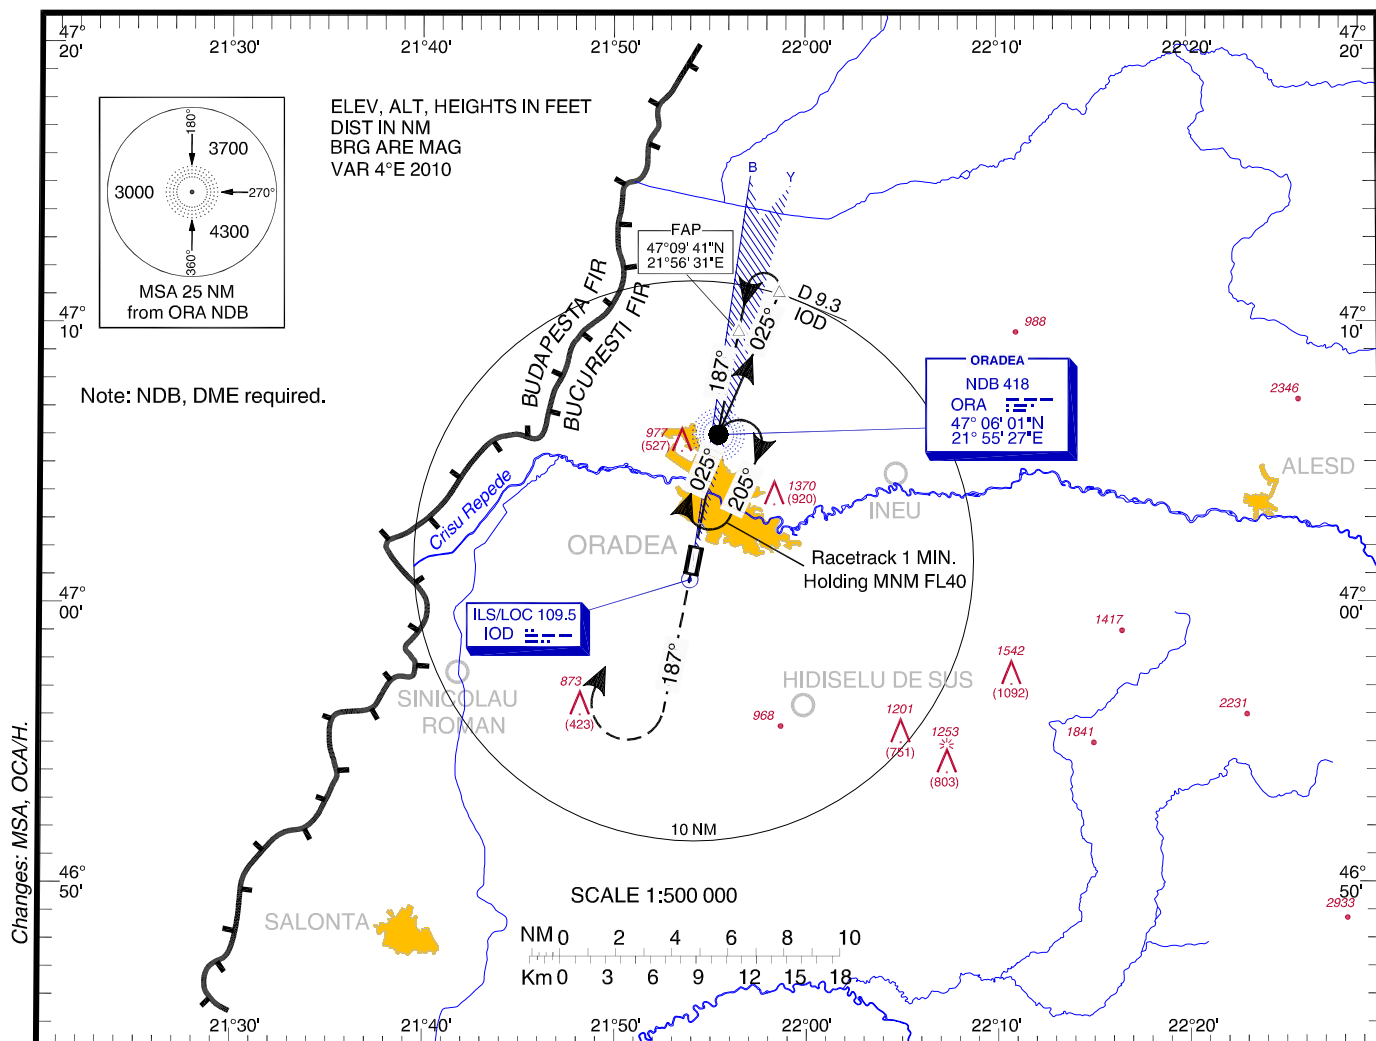 47° 20'
21°30'
21°40'
21°50'
22°00'
22°10'
22°20'
47° 20'
180°
3700
3000
270°
4300
360°
MSA 25 NM
from ORA NDB
ELEV, ALT, HEIGHTS IN FEET
DIST IN NM
BRG ARE MAG
VAR 4°E 2010
B
Y
FAP
47°09' 41"N
21°56' 31"E
BUDAPESTA FIR
BUCURESTI FIR
D 9.3
IOD
187°
025°
47° 10'
47° 10'
988
ORADEA
NDB 418
ORA
47° 06' 01"N
21° 55' 27"E
2346
Note: NDB, DME required.
977
(527)
025°
205°
1370
(920)
INEU
ALESD
Crisu Repede
ORADEA
Racetrack 1 MIN.
Holding MNM FL40
47° 00'
47° 00'
ILS/LOC 109.5
IOD
187°
1417
1542
(1092)
873
(423)
SINICOLAU
ROMAN
HIDISELU DE SUS
968
1201
(751)
1253
(803)
1841
2231
10 NM
46° 50'
46° 50'
SCALE 1:500 000
2933
SALONTA
NM 0 2 4 6 8 10
Km 0 3 6 9 12 15 18
21°30'
21°40'
21°50'
22°00'
22°10'
22°20'
Changes: MSA, OCA/H.